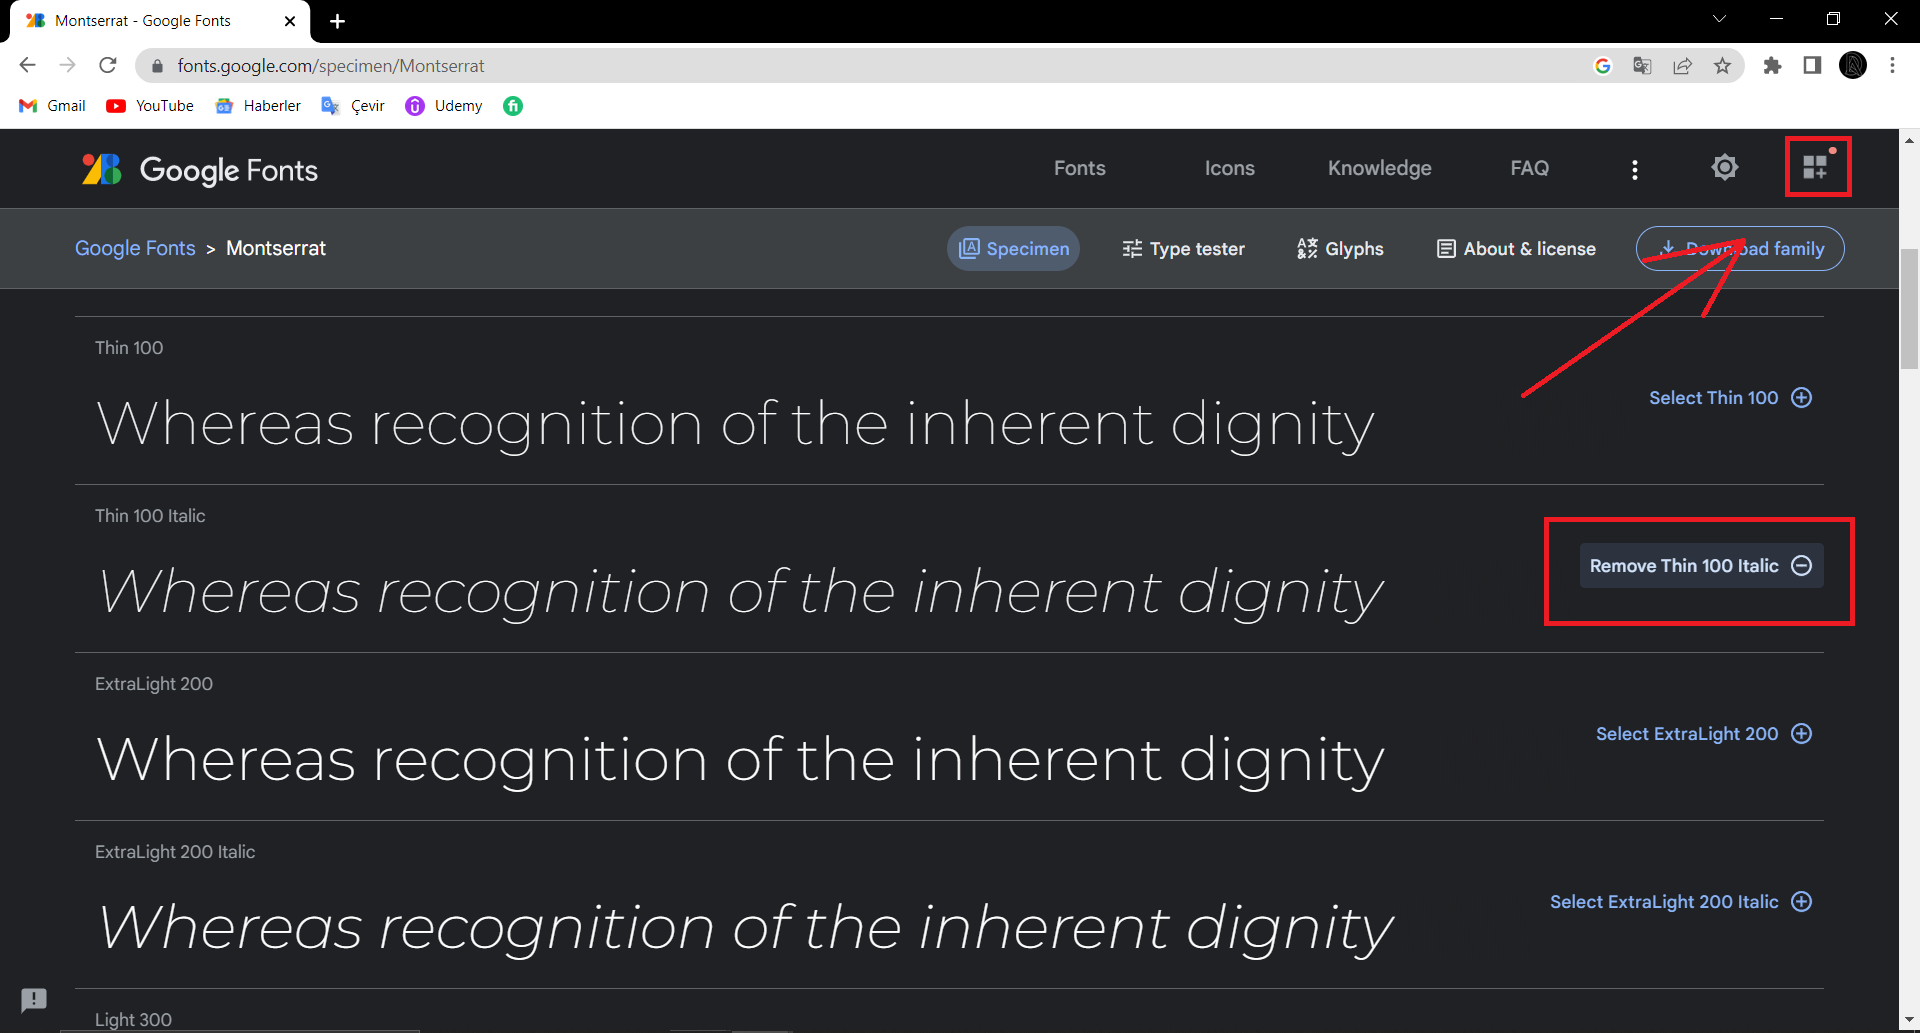 Montserrat - Google Fonts
fonts.google.com/specimen/Montserrat
Gmail YouTube Haberler Çevir Udemy
Google Fonts Fonts Icons Knowledge FAQ
Google Fonts > Montserrat Specimen Type tester Glyphs About & license Download family
Thin 100
Whereas recognition of the inherent dignity
Select Thin 100
Thin 100 Italic
Whereas recognition of the inherent dignity
Remove Thin 100 Italic
ExtraLight 200
Whereas recognition of the inherent dignity
Select ExtraLight 200
ExtraLight 200 Italic
Whereas recognition of the inherent dignity
Select ExtraLight 200 Italic
Light 300